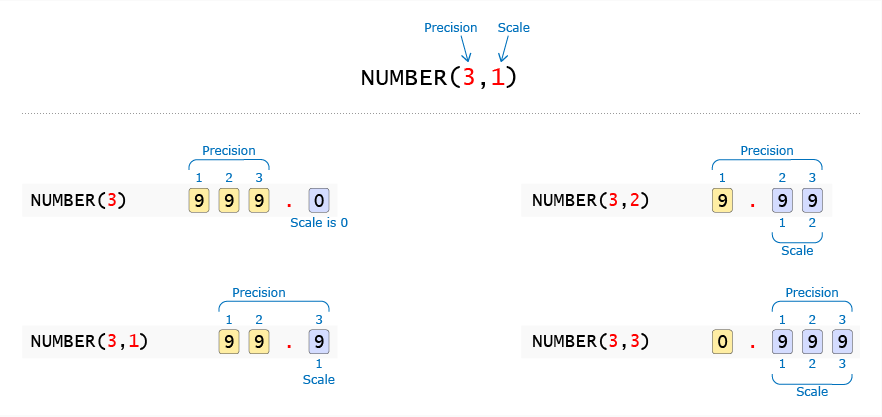 Precision Scale
NUMBER(3,1)
Precision
1 2 3
NUMBER(3) 9 9 9 . 0
Scale is 0
Precision
1 2 3
NUMBER(3,2) 9 . 9 9
1 2
Scale
Precision
1 2 3
NUMBER(3,1) 9 9 . 9
1
Scale
Precision
1 2 3
NUMBER(3,3) 0 . 9 9 9
1 2 3
Scale